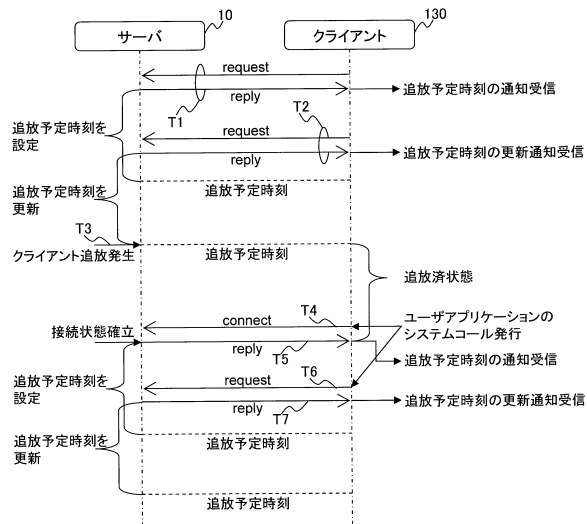 10
130
サーバ
クライアント
request
reply
追放予定時刻の通知受信
T1
T2
追放予定時刻を
設定
request
reply
追放予定時刻の更新通知受信
追放予定時刻
追放予定時刻を
更新
T3
クライアント追放発生
追放予定時刻
追放済状態
T4
connect
ユーザアプリケーションの
システムコール発行
接続状態確立
reply
T5
追放予定時刻の通知受信
T6
request
追放予定時刻を
設定
reply
T7
追放予定時刻の更新通知受信
追放予定時刻
追放予定時刻を
更新
追放予定時刻